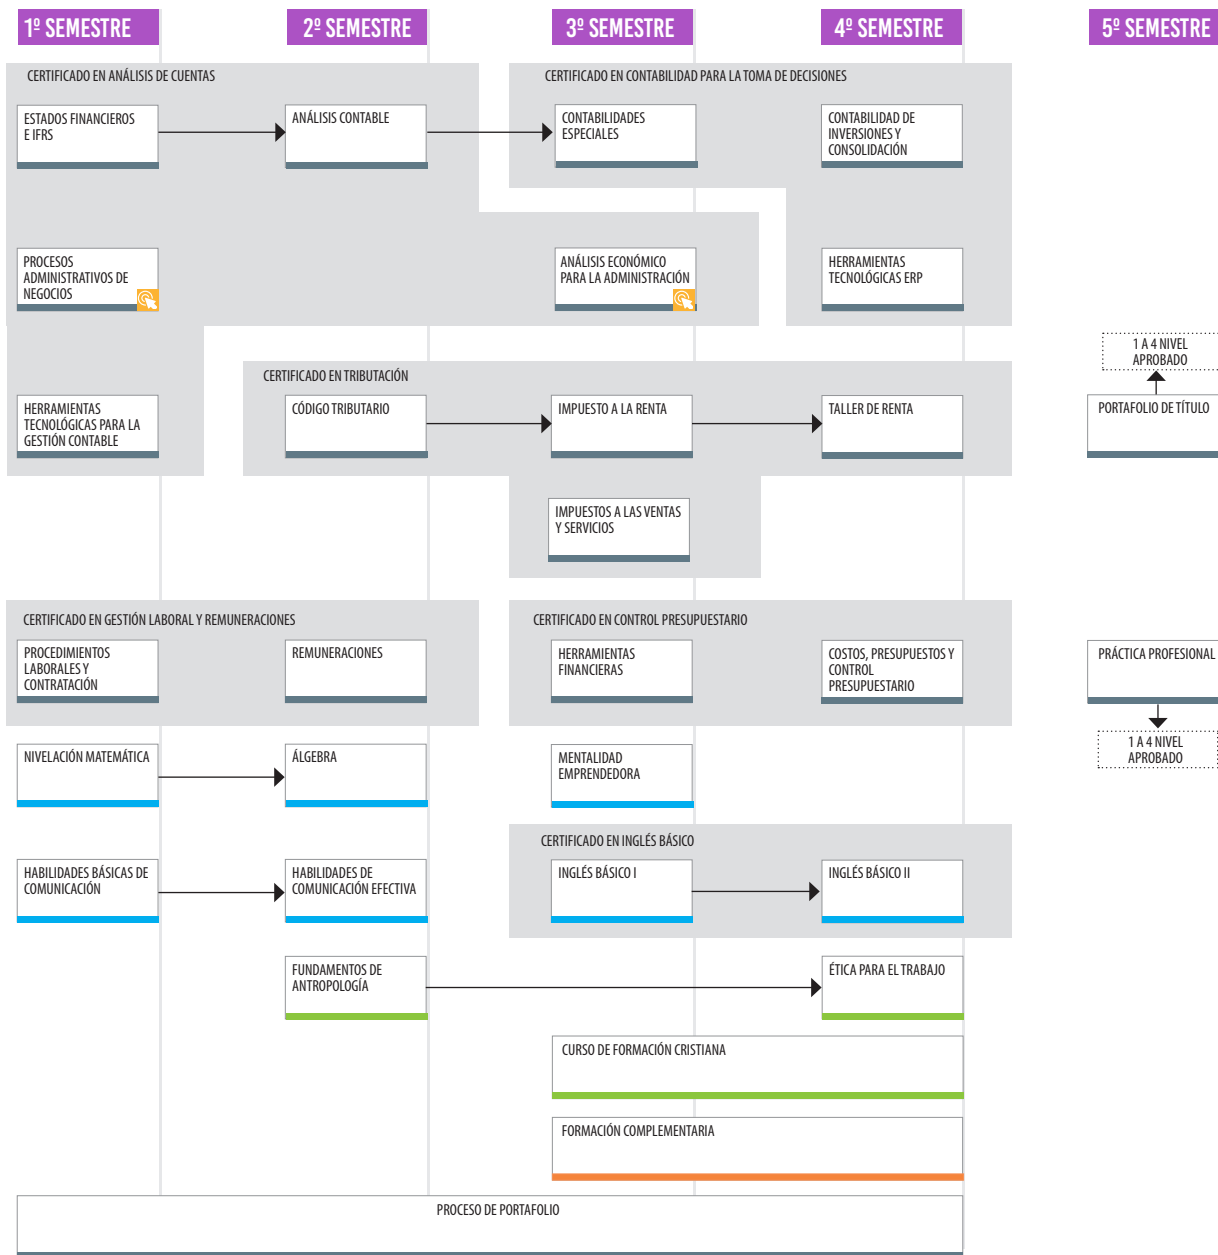 1º SEMESTRE
2º SEMESTRE
3º SEMESTRE
4º SEMESTRE
5º SEMESTRE
CERTIFICADO EN ANÁLISIS DE CUENTAS
CERTIFICADO EN CONTABILIDAD PARA LA TOMA DE DECISIONES
ESTADOS FINANCIEROS
E IFRS
ANÁLISIS CONTABLE
CONTABILIDADES
ESPECIALES
CONTABILIDAD DE
INVERSIONES Y
CONSOLIDACIÓN
PROCESOS
ADMINISTRATIVOS DE
NEGOCIOS
ANÁLISIS ECONÓMICO
PARA LA ADMINISTRACIÓN
HERRAMIENTAS
TECNOLÓGICAS ERP
1 A 4 NIVEL
APROBADO
CERTIFICADO EN TRIBUTACIÓN
HERRAMIENTAS
TECNOLÓGICAS PARA LA
GESTIÓN CONTABLE
CÓDIGO TRIBUTARIO
IMPUESTO A LA RENTA
TALLER DE RENTA
PORTAFOLIO DE TÍTULO
IMPUESTOS A LAS VENTAS
Y SERVICIOS
CERTIFICADO EN GESTIÓN LABORAL Y REMUNERACIONES
CERTIFICADO EN CONTROL PRESUPUESTARIO
PROCEDIMIENTOS
LABORALES Y
CONTRATACIÓN
REMUNERACIONES
HERRAMIENTAS
FINANCIERAS
COSTOS, PRESUPUESTOS Y
CONTROL
PRESUPUESTARIO
PRÁCTICA PROFESIONAL
1 A 4 NIVEL
APROBADO
NIVELACIÓN MATEMÁTICA
ÁLGEBRA
MENTALIDAD
EMPRENDEDORA
CERTIFICADO EN INGLÉS BÁSICO
HABILIDADES BÁSICAS DE
COMUNICACIÓN
HABILIDADES DE
COMUNICACIÓN EFECTIVA
INGLÉS BÁSICO I
INGLÉS BÁSICO II
FUNDAMENTOS DE
ANTROPOLOGÍA
ÉTICA PARA EL TRABAJO
CURSO DE FORMACIÓN CRISTIANA
FORMACIÓN COMPLEMENTARIA
PROCESO DE PORTAFOLIO